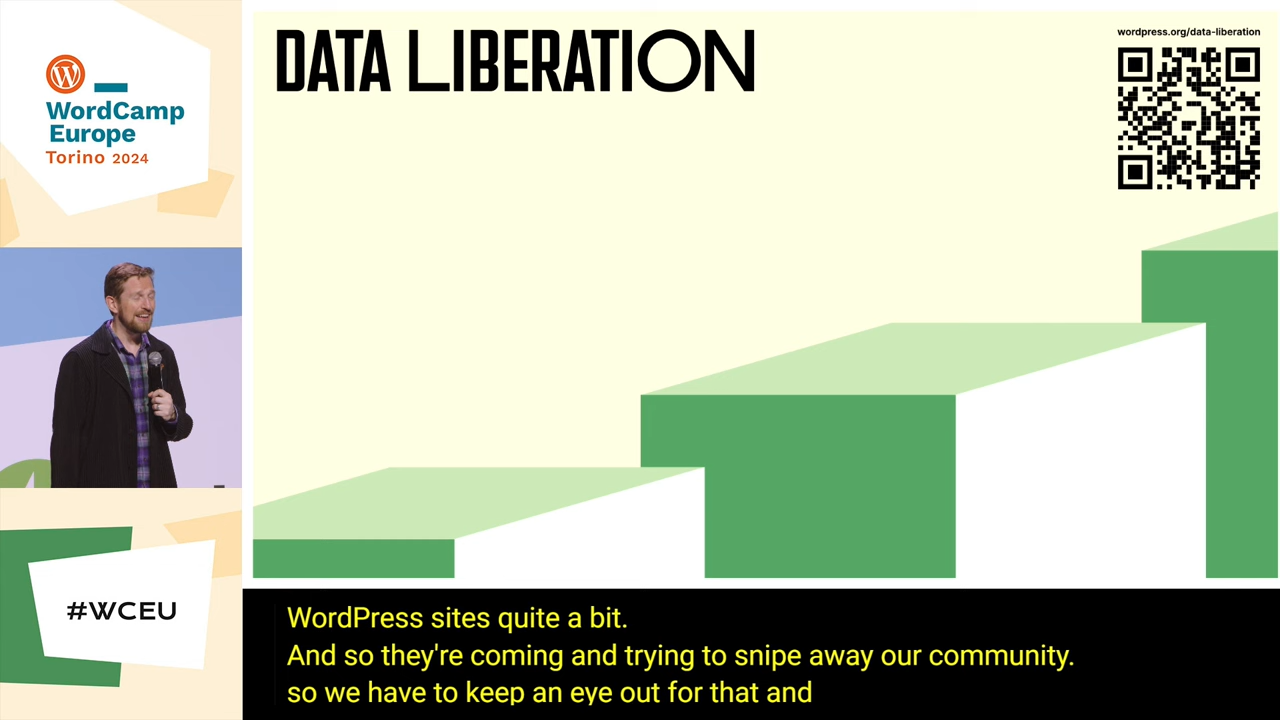 WordCamp
Europe
Torino 2024
#WCEU
DATA LIBERATION
wordpress.org/data-liberation
WordPress sites quite a bit.
And so they're coming and trying to snipe away our community.
so we have to keep an eye out for that and